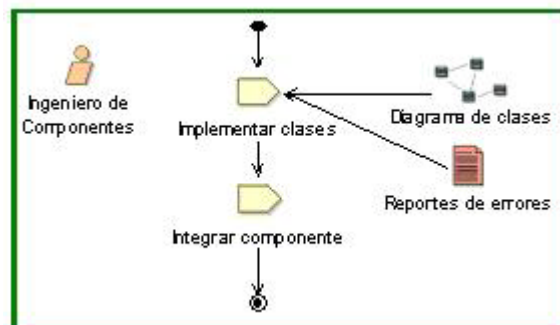 Ingeniero de
Componentes
Implementar clases
Diagrama de clases
Reportes de errores
Integrar componente